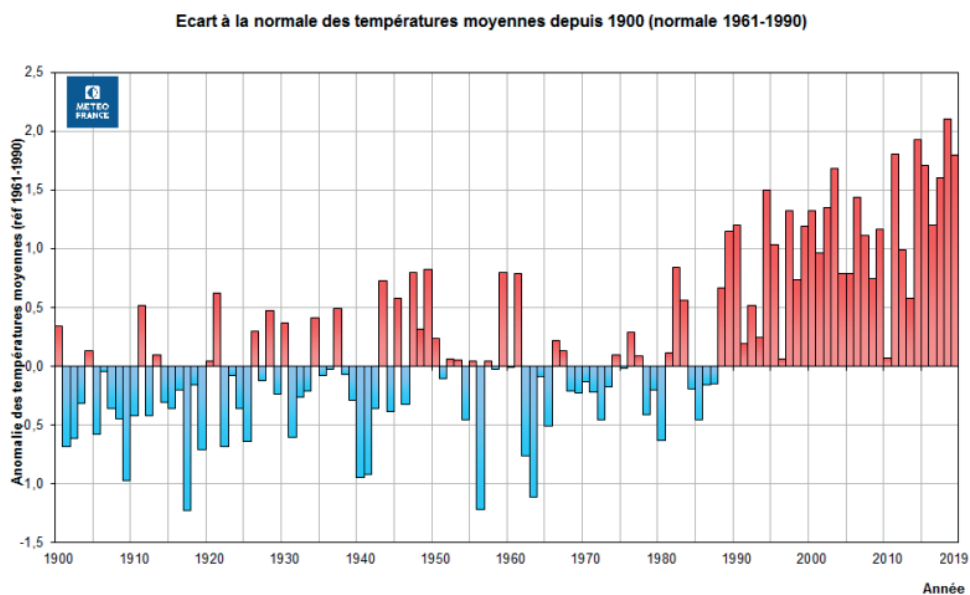 Ecart à la normale des températures moyennes depuis 1900 (normale 1961-1990)
METEO
FRANCE
Anomalie des températures moyennes (réf 1961-1990)
2,5
2,0
1,5
1,0
0,5
0,0
-0,5
-1,0
-1,5
1900 1910 1920 1930 1940 1950 1960 1970 1980 1990 2000 2010 2019
Année